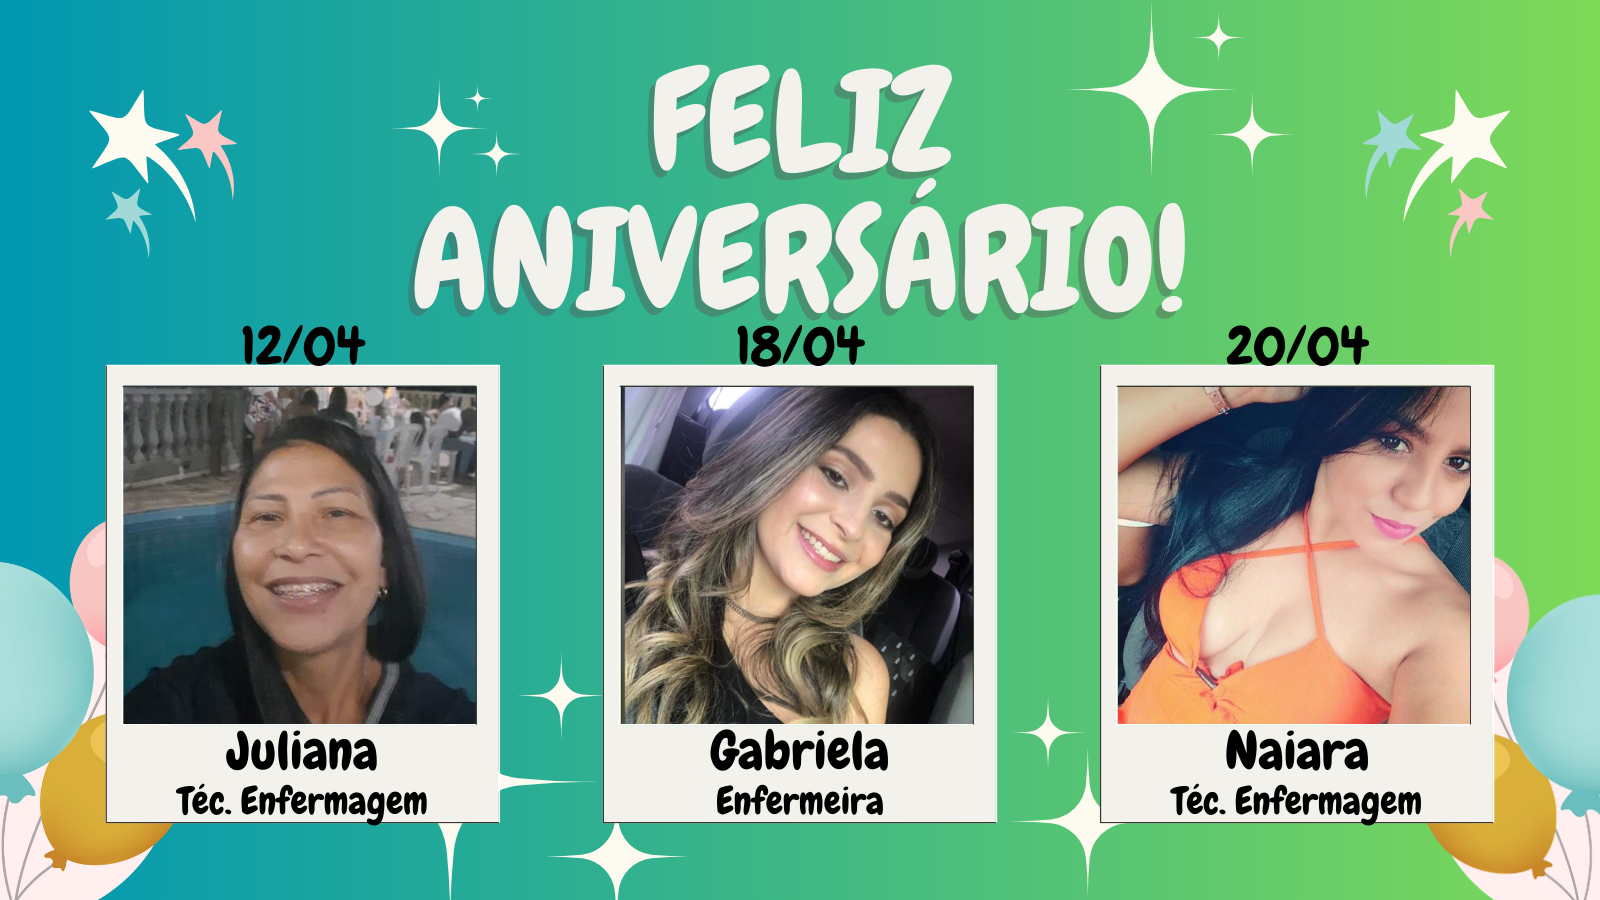 FELIZ
ANIVERSÁRIO!
12/04
Juliana
Téc. Enfermagem
18/04
Gabriela
Enfermeira
20/04
Naiara
Téc. Enfermagem